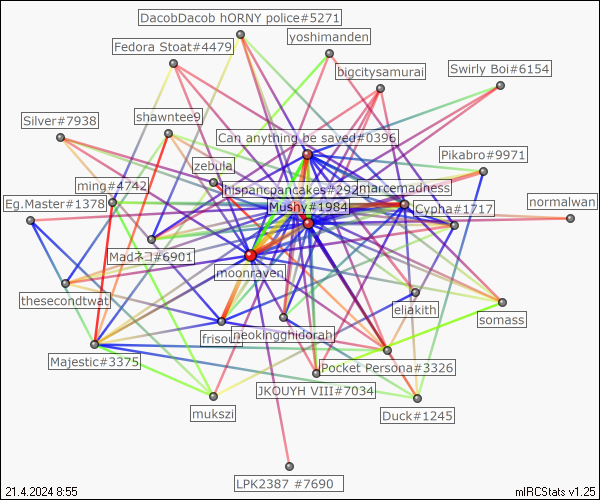 DacobDacob hORNY police#5271
yoshimanden
Fedora Stoat#4479
bigcitysamurai
Swirly Boi#6154
Silver#7938
shawntee9
Can anything be saved?#0396
Pikabro#9971
zebula
ming#4742
hispancpancakes#292
marcemadness
Eg.Master#1378
Mushy#1984
Cypha#1717
normalwan
Madネコ#6901
moonraven
thesecondtwat
eliakith
somass
frisouh
neokingghidorah
Majestic#3375
Pocket Persona#3326
JKOUYH VIII#7034
mukszi
Duck#1245
LPK2387 #7690
21.4.2024 8:55
mIRCStats v1.25